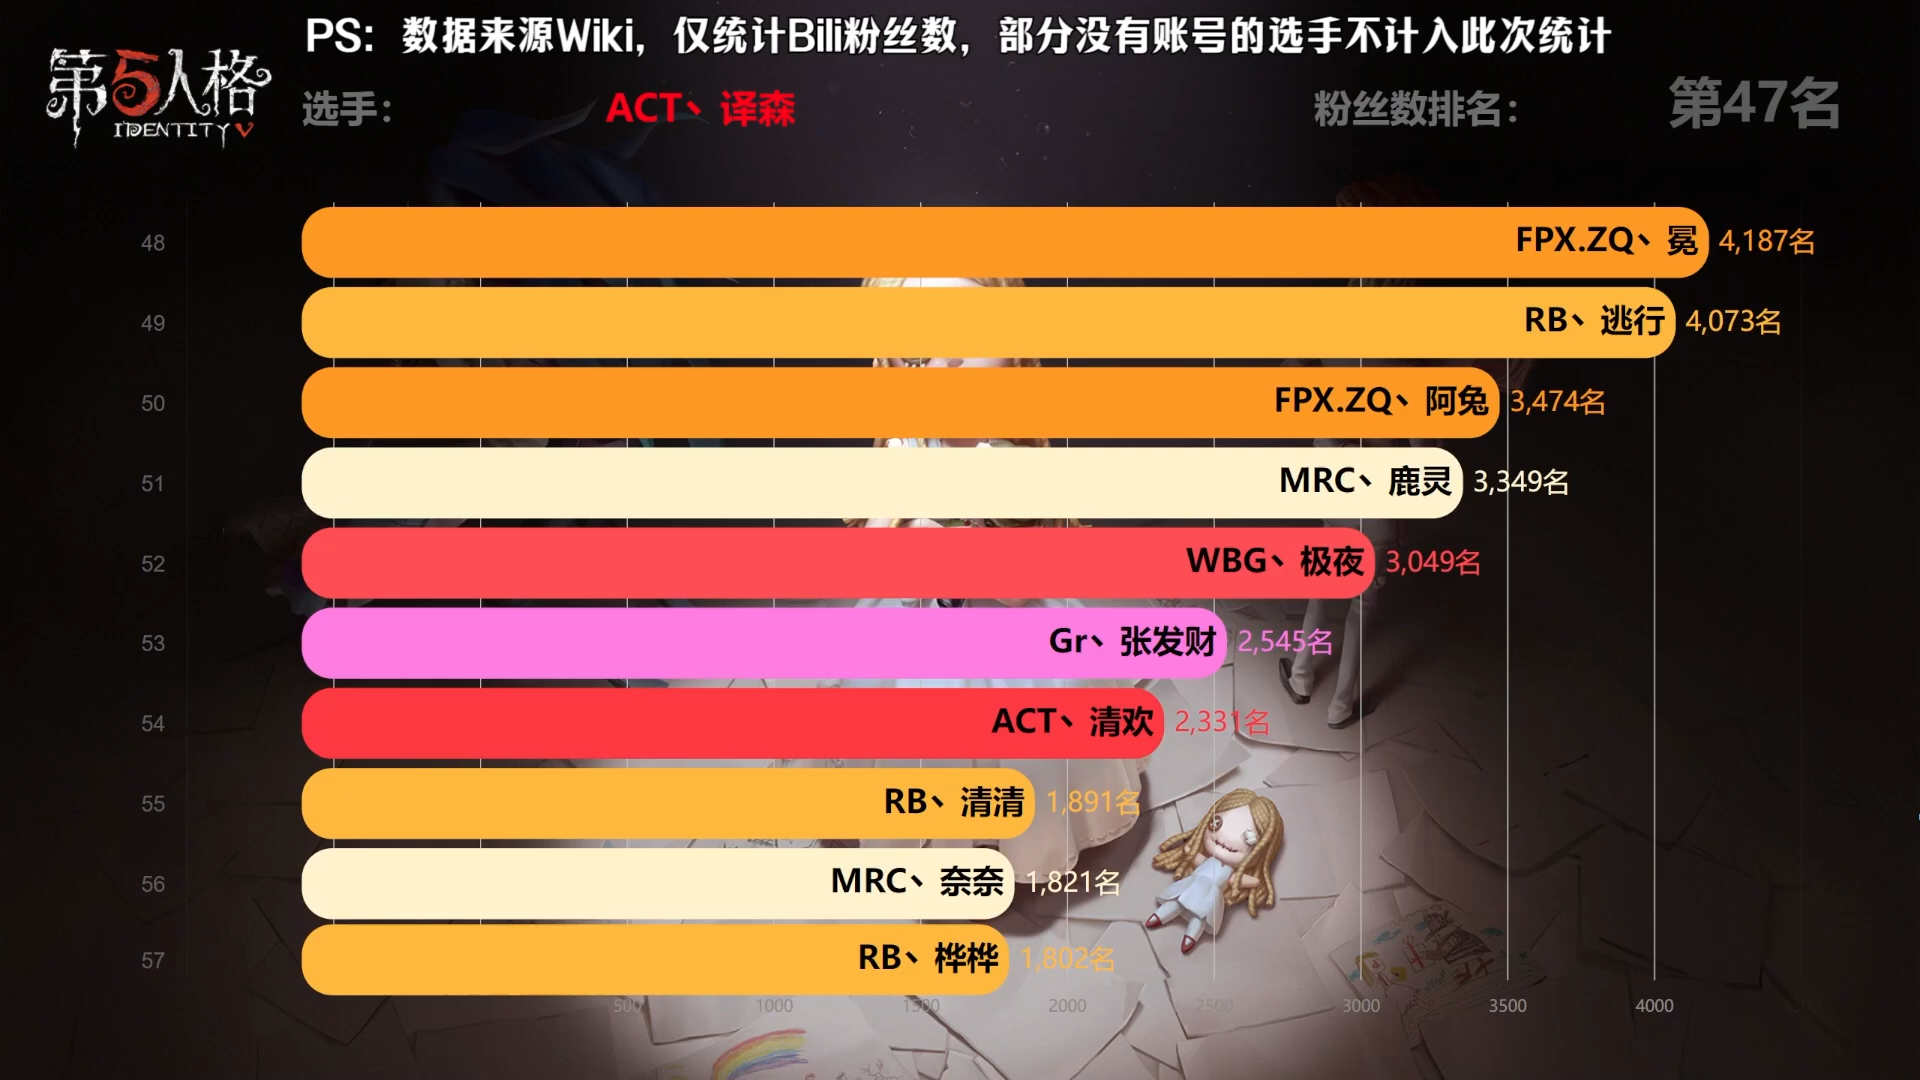 PS：数据来源Wiki，仅统计Bili粉丝数，部分没有账号的选手不计入此次统计
第5人格
IDENTITY V
选手：
ACT、译森
粉丝数排名：
第47名
48
FPX.ZQ、冕
4,187名
49
RB、逃行
4,073名
50
FPX.ZQ、阿兔
3,474名
51
MRC、鹿灵
3,349名
52
WBG、极夜
3,049名
53
Gr、张发财
2,545名
54
ACT、清欢
2,331名
55
RB、清清
1,891名
56
MRC、奈奈
1,821名
57
RB、桦桦
1,802名
500 1000 1500 2000 2500 3000 3500 4000 4500